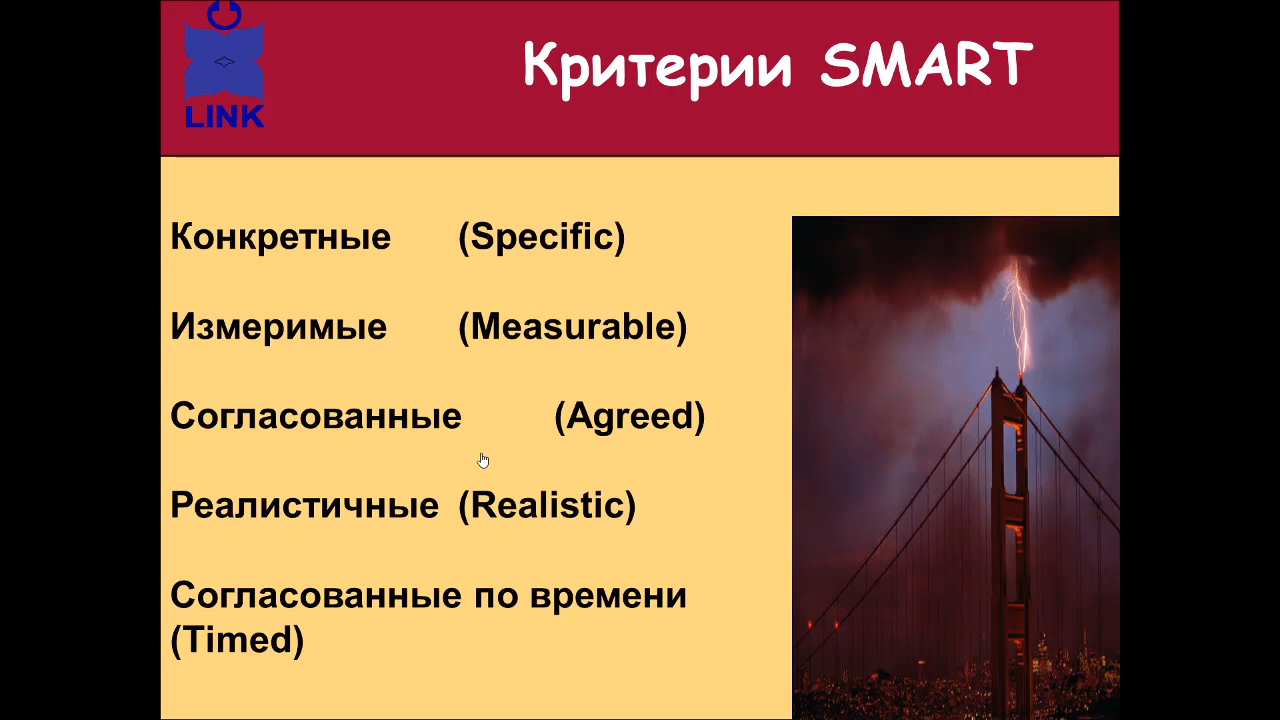 LINK
Критерии SMART
Конкретные (Specific)
Измеримые (Measurable)
Согласованные (Agreed)
Реалистичные (Realistic)
Согласованные по времени
(Timed)